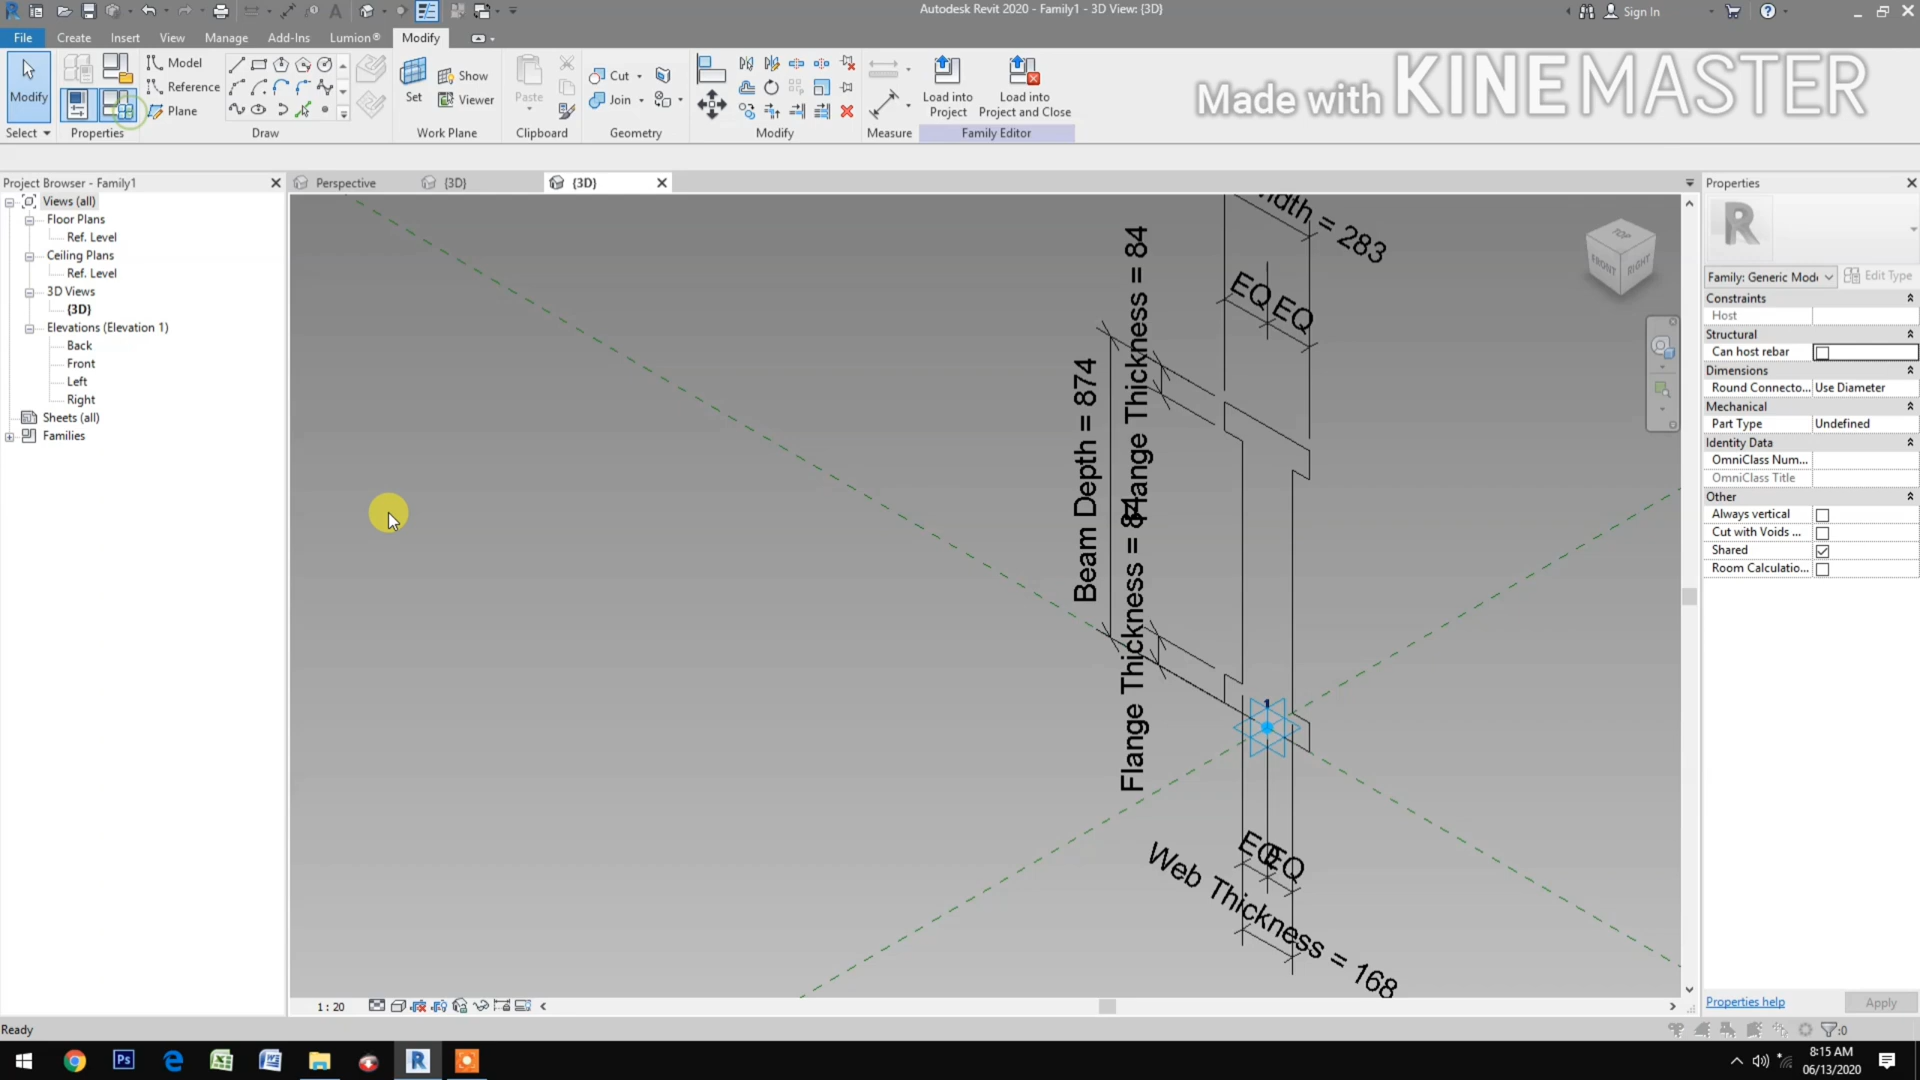 Autodesk Revit 2020 - Family1 - 3D View: {3D}
Sign In
File Create Insert View Manage Add-Ins Lumion® Modify
Modify
Model
Reference
Plane
Set
Show
Viewer
Paste
Cut
Join
Load into
Project
Load into
Project and Close
Select Properties Draw Work Plane Clipboard Geometry Modify Measure Family Editor
Made with KINEMASTER
Project Browser - Family1
Views (all)
Floor Plans
Ref. Level
Ceiling Plans
Ref. Level
3D Views
{3D}
Elevations (Elevation 1)
Back
Front
Left
Right
Sheets (all)
Families
Perspective {3D} {3D}
= 283
EQ EQ
Flange Thickness = 84
Beam Depth = 874
Flange Thickness = 84
1
EQ EQ
Web Thickness = 168
TOP
FRONT
RIGHT
Properties
R
Family: Generic Mode
Edit Type
Constraints
Host
Structural
Can host rebar
Dimensions
Round Connecto... Use Diameter
Mechanical
Part Type Undefined
Identity Data
OmniClass Num...
OmniClass Title
Other
Always vertical
Cut with Voids ...
Shared
Room Calculatio...
Properties help
Apply
1 : 20
Ready
:0
8:15 AM
06/13/2020